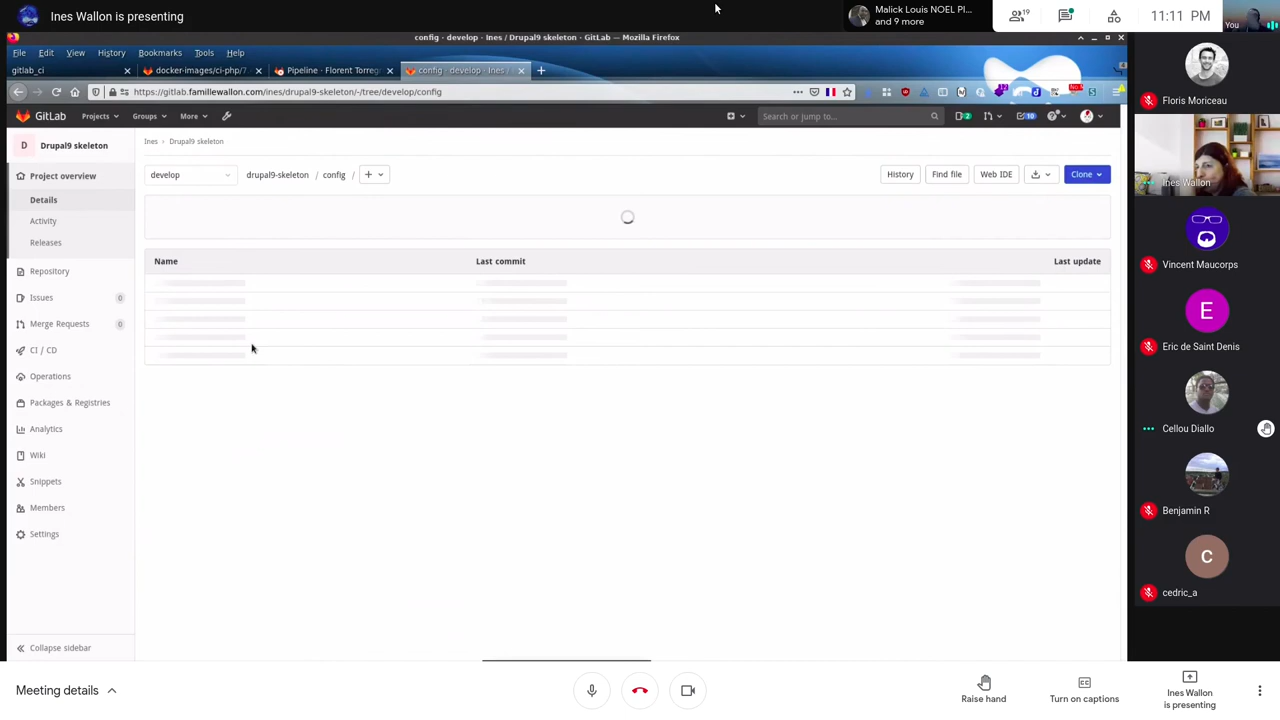 Ines Wallon is presenting
Malick Louis NOEL PI...
and 9 more
19
11:11 PM
You
config · develop · Ines / Drupal9 skeleton · GitLab — Mozilla Firefox
File Edit View History Bookmarks Tools Help
gitlab_ci
docker-images/ci-php/7
Pipeline · Florent Torreg
config · develop · Ines /
https://gitlab.famillewallon.com/ines/drupal9-skeleton/-/tree/develop/config
GitLab Projects Groups More Search or jump to... 2 10
D Drupal9 skeleton
Project overview
Details
Activity
Releases
Repository
Issues 0
Merge Requests 0
CI / CD
Operations
Packages & Registries
Analytics
Wiki
Snippets
Members
Settings
Collapse sidebar
Ines › Drupal9 skeleton
develop drupal9-skeleton / config / + History Find file Web IDE Clone
Name Last commit Last update
Floris Moriceau
Ines Wallon
Vincent Maucorps
E
Eric de Saint Denis
Cellou Diallo
Benjamin R
C
cedric_a
Meeting details
Raise hand
CC
Turn on captions
Ines Wallon
is presenting